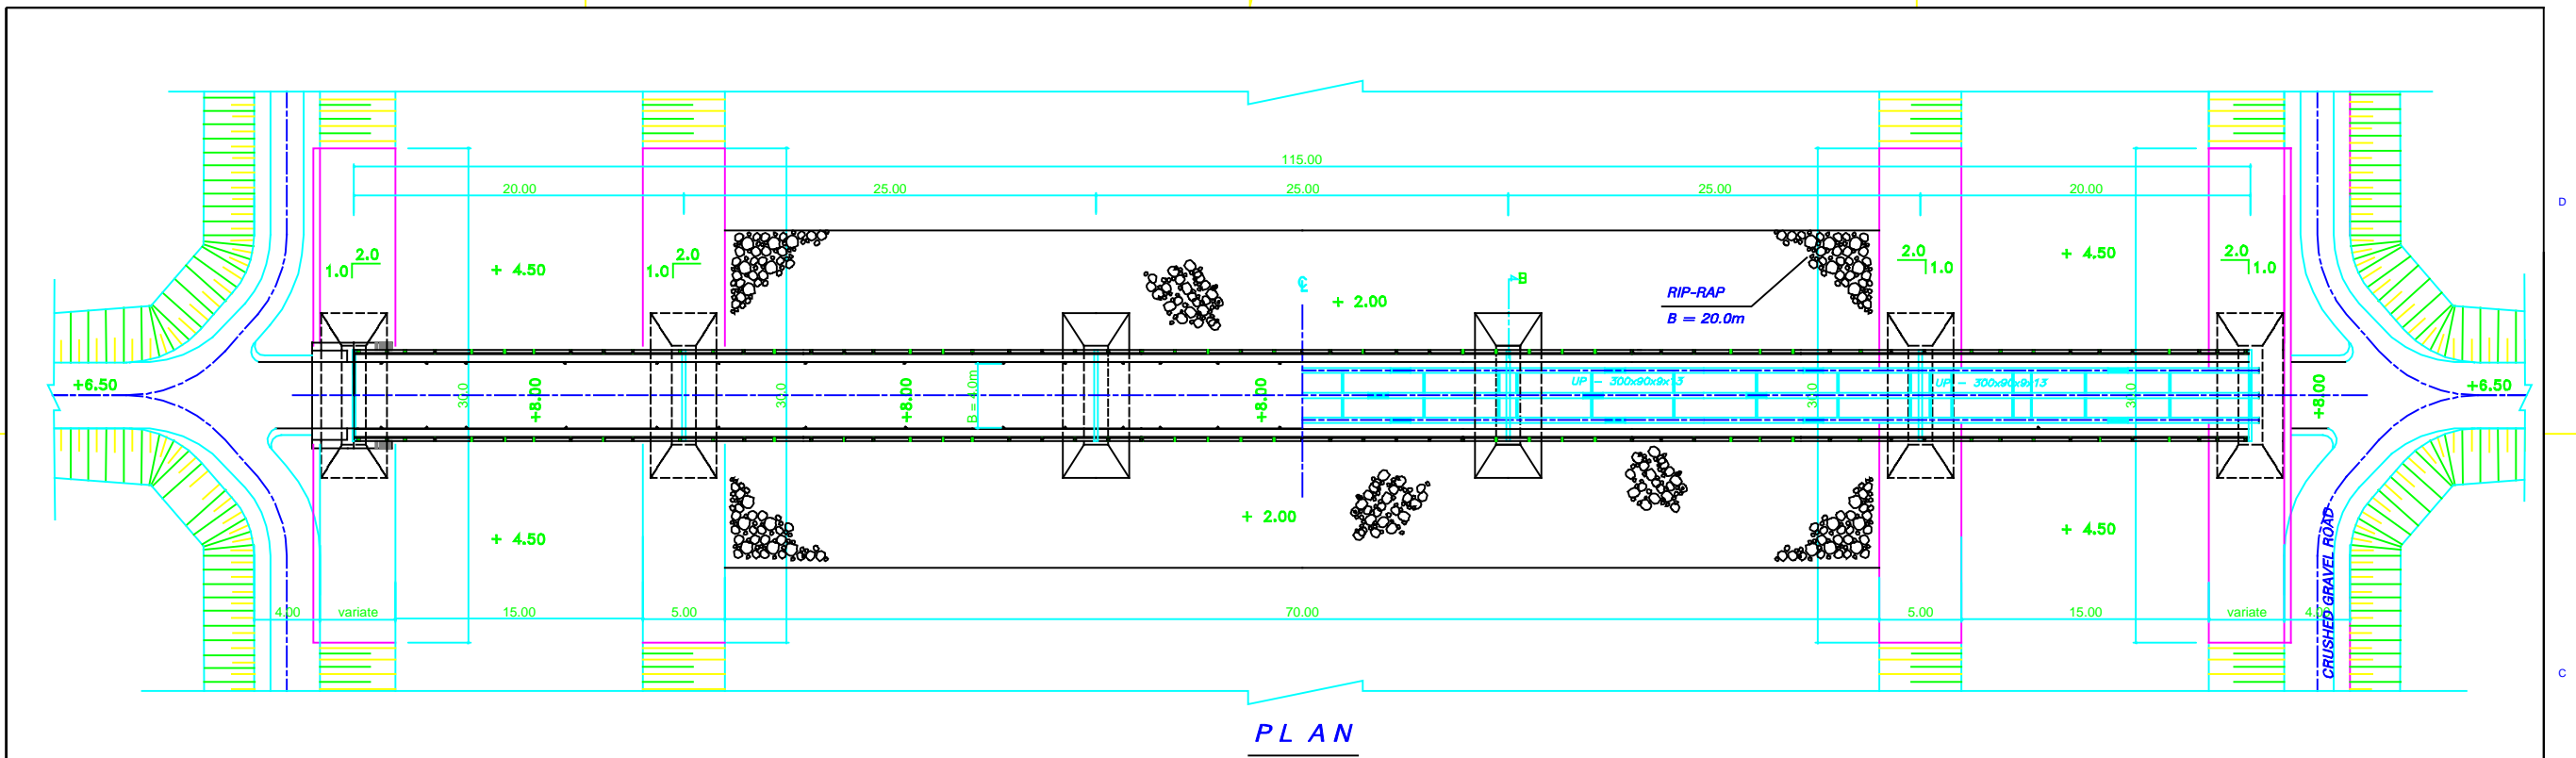 115.00
20.00 25.00 25.00 25.00 20.00
D
2.0 2.0 2.0 2.0
1.0 + 4.50 1.0 1.0 + 4.50 1.0
℄ B
+ 2.00
RIP-RAP
B = 20.0m
+6.50 30.0 +8.00 30.0 +8.00 B = 4.0m +8.00 UP - 300x90x9x13 30.0 UP - 300x90x9x13 30.0 +8.00 +6.50
+ 4.50 + 2.00 + 4.50
CRUSHED GRAVEL ROAD
4.00 variate 15.00 5.00 70.00 5.00 15.00 variate 4.00
C
PLAN